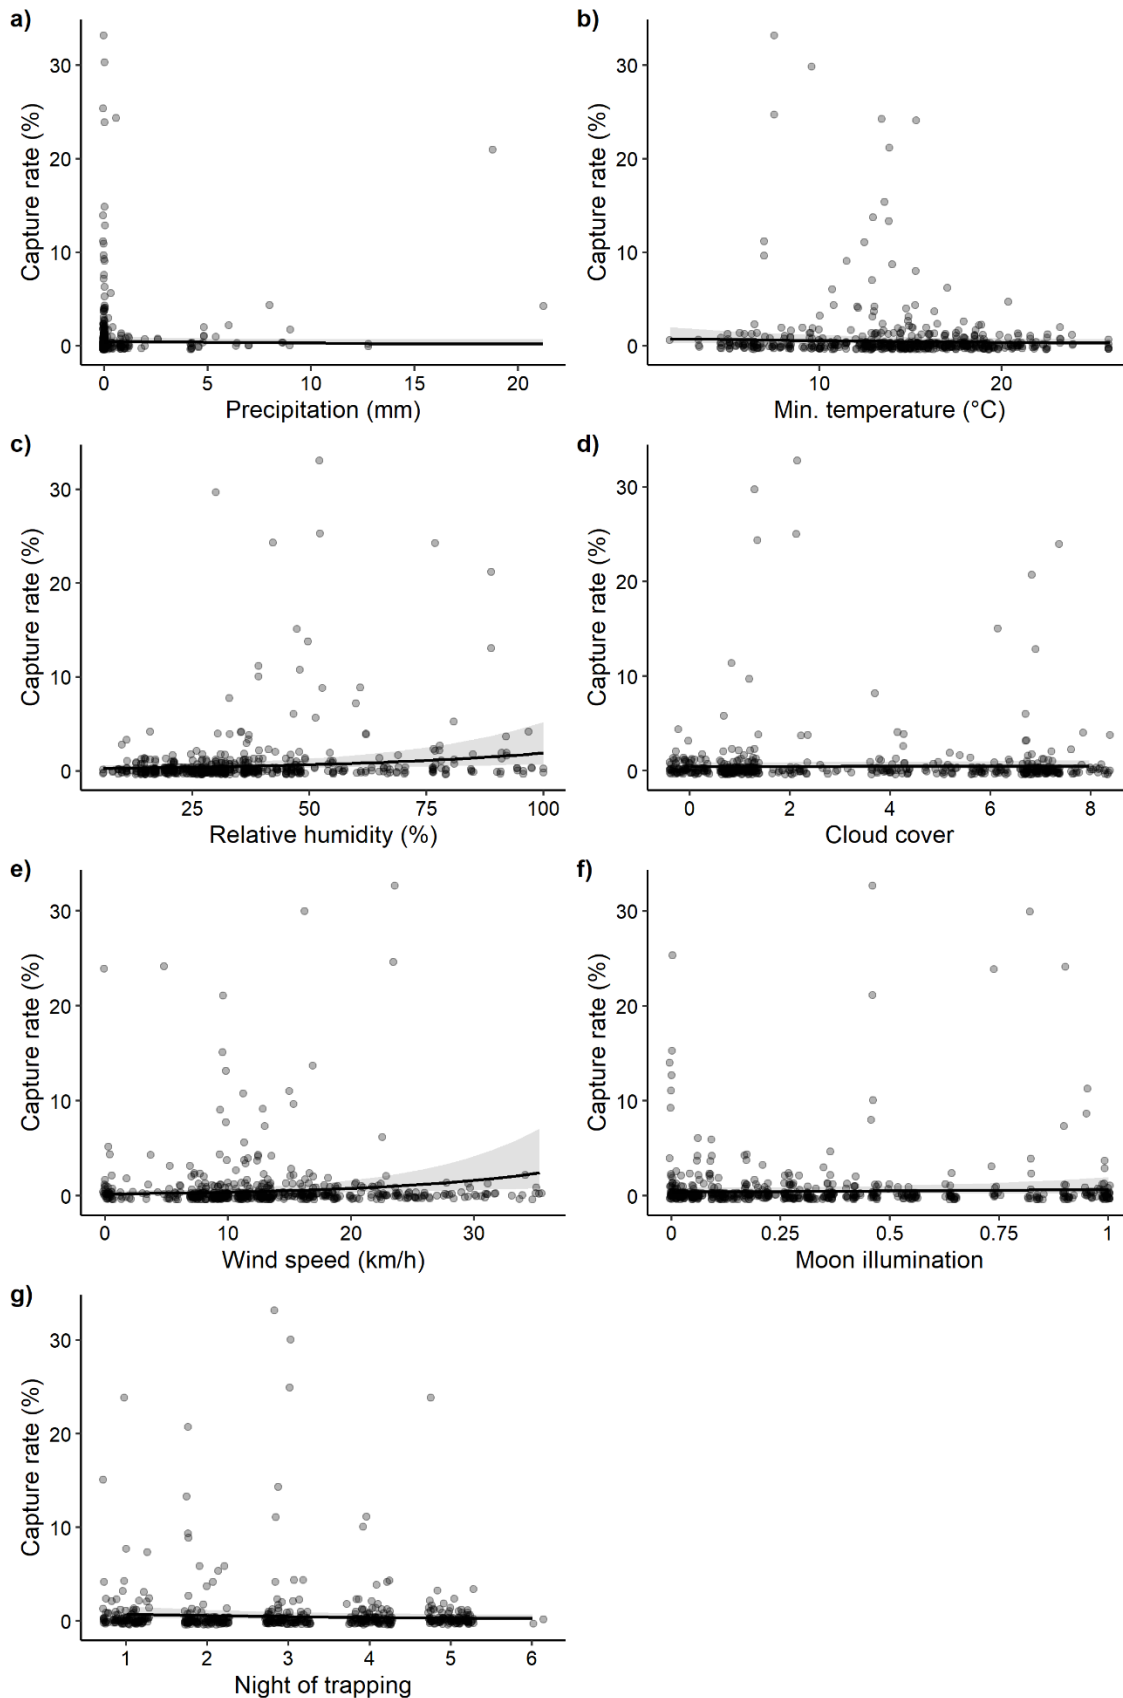 a)
Capture rate (%)
30
20
10
0
0 5 10 15 20
Precipitation (mm)
b)
Capture rate (%)
30
20
10
0
10 20
Min. temperature (°C)
c)
Capture rate (%)
30
20
10
0
25 50 75 100
Relative humidity (%)
d)
Capture rate (%)
30
20
10
0
0 2 4 6 8
Cloud cover
e)
Capture rate (%)
30
20
10
0
0 10 20 30
Wind speed (km/h)
f)
Capture rate (%)
30
20
10
0
0 0.25 0.5 0.75 1
Moon illumination
g)
Capture rate (%)
30
20
10
0
1 2 3 4 5 6
Night of trapping